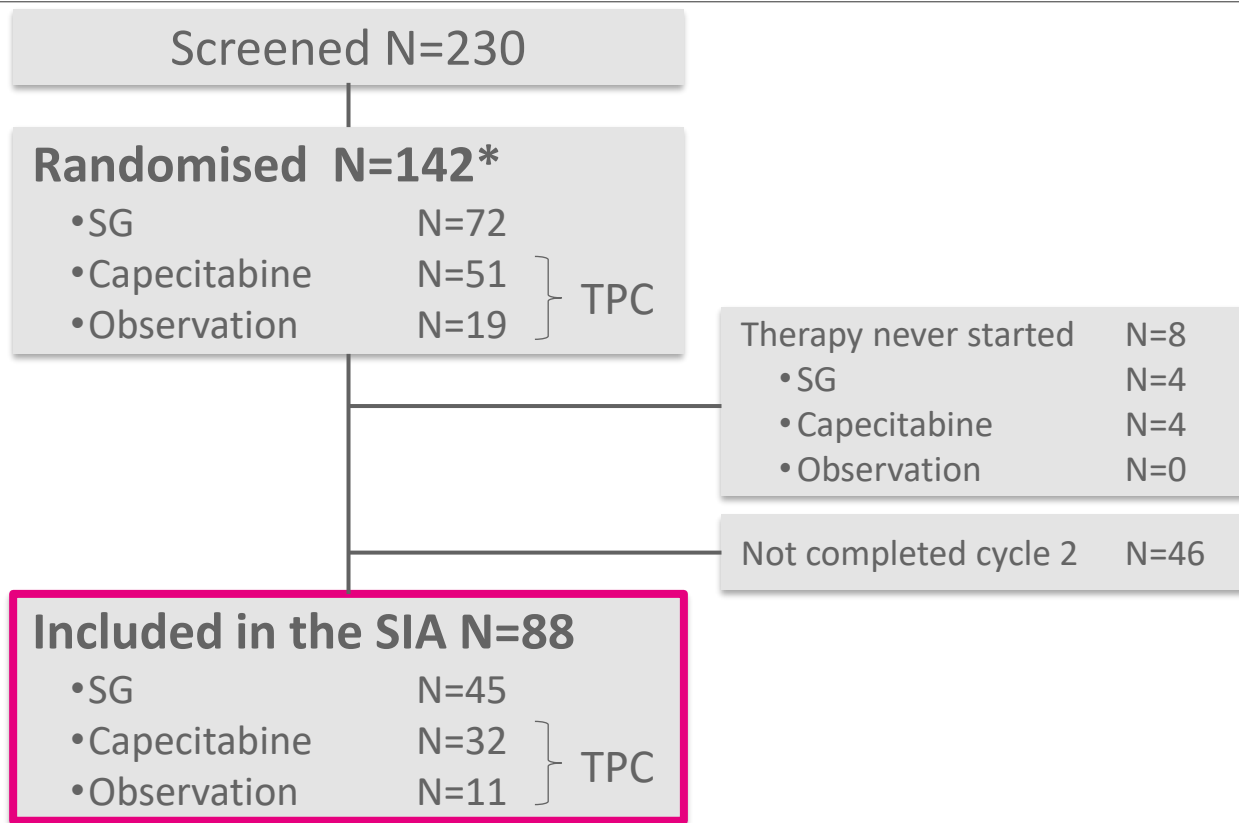 Screened N=230
Randomised N=142*
•SG N=72
•Capecitabine N=51
•Observation N=19
TPC
Therapy never started N=8
•SG N=4
•Capecitabine N=4
•Observation N=0
Not completed cycle 2 N=46
Included in the SIA N=88
•SG N=45
•Capecitabine N=32
•Observation N=11
TPC